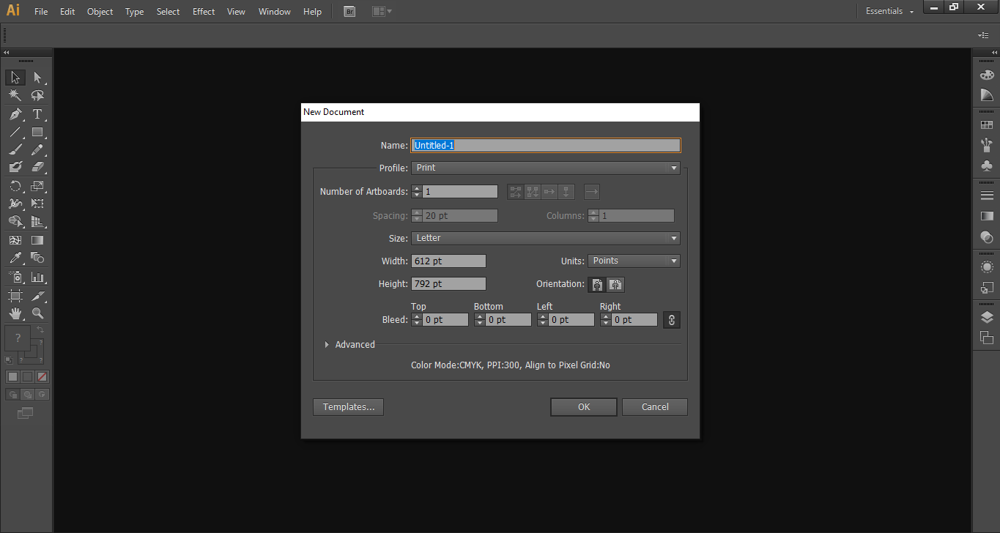 Ai File Edit Object Type Select Effect View Window Help Br Essentials
New Document
Name: Untitled-1
Profile: Print
Number of Artboards: 1
Spacing: 20 pt Columns: 1
Size: Letter
Width: 612 pt Units: Points
Height: 792 pt Orientation:
Top Bottom Left Right
Bleed: 0 pt 0 pt 0 pt 0 pt
Advanced
Color Mode:CMYK, PPI:300, Align to Pixel Grid:No
Templates... OK Cancel